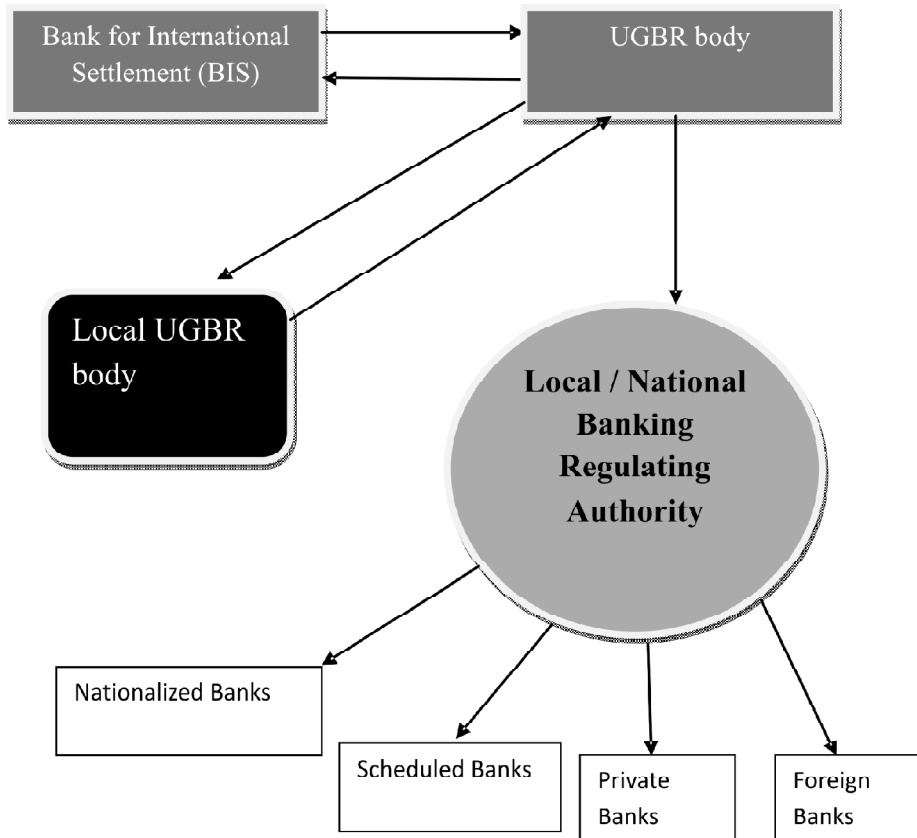 Bank for International
Settlement (BIS)
UGBR body
Local UGBR
body
Local / National
Banking
Regulating
Authority
Nationalized Banks
Scheduled Banks
Private
Banks
Foreign
Banks